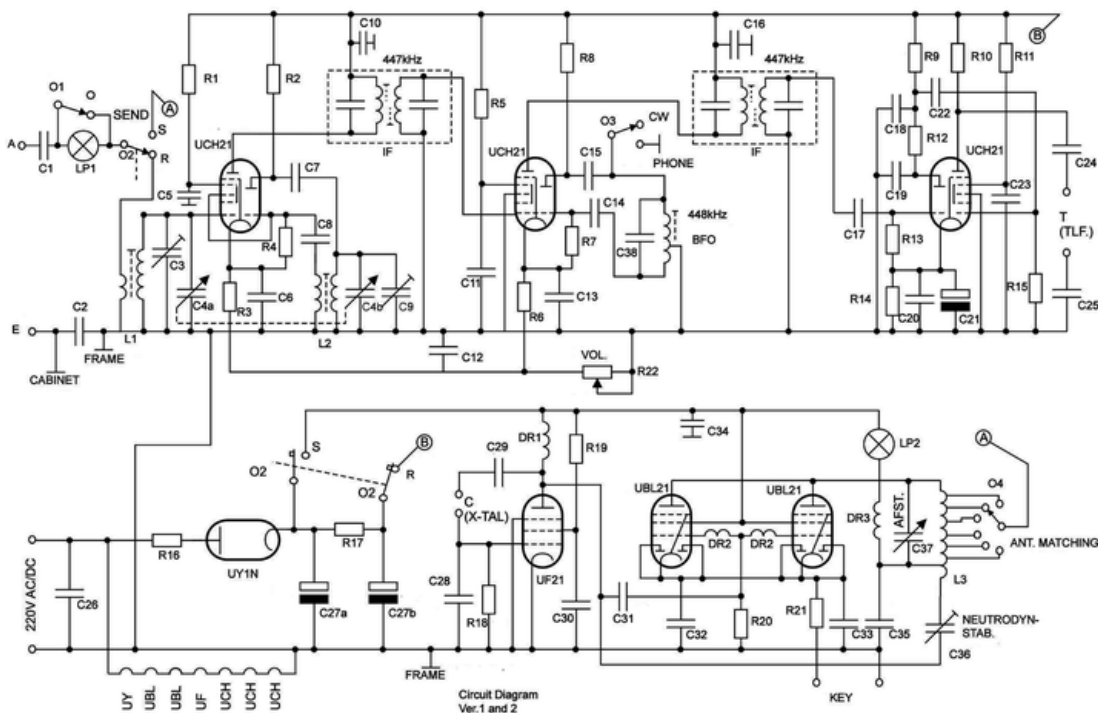 C10
C16
447kHz
447kHz
R1
R2
R8
R9
R10
R11
B
O1
SEND
A
S
O2
R
A
C1
LP1
UCH21
IF
R5
UCH21
O3
CW
PHONE
IF
C18
C22
R12
UCH21
C24
C5
C7
C15
C14
C19
C23
T
(TLF.)
C3
C4a
R4
C8
R3
C6
C4b
C9
C11
R7
C38
448kHz
BFO
R6
C13
C17
R13
R14
C20
C21
R15
C25
E
C2
L1
L2
FRAME
CABINET
C12
VOL.
R22
S
O2
O2
R
B
C29
DR1
R19
C34
LP2
A
O4
C
(X-TAL)
UBL21
UBL21
DR2
DR2
DR3
AFST.
C37
ANT. MATCHING
L3
R16
R17
UY1N
220V AC/DC
C26
C27a
C27b
C28
R18
UF21
C30
C31
C32
R20
R21
C33
C35
NEUTRODYN-
STAB.
C36
FRAME
UY
UBL
UBL
UF
UCH
UCH
UCH
Circuit Diagram
Ver.1 and 2
KEY